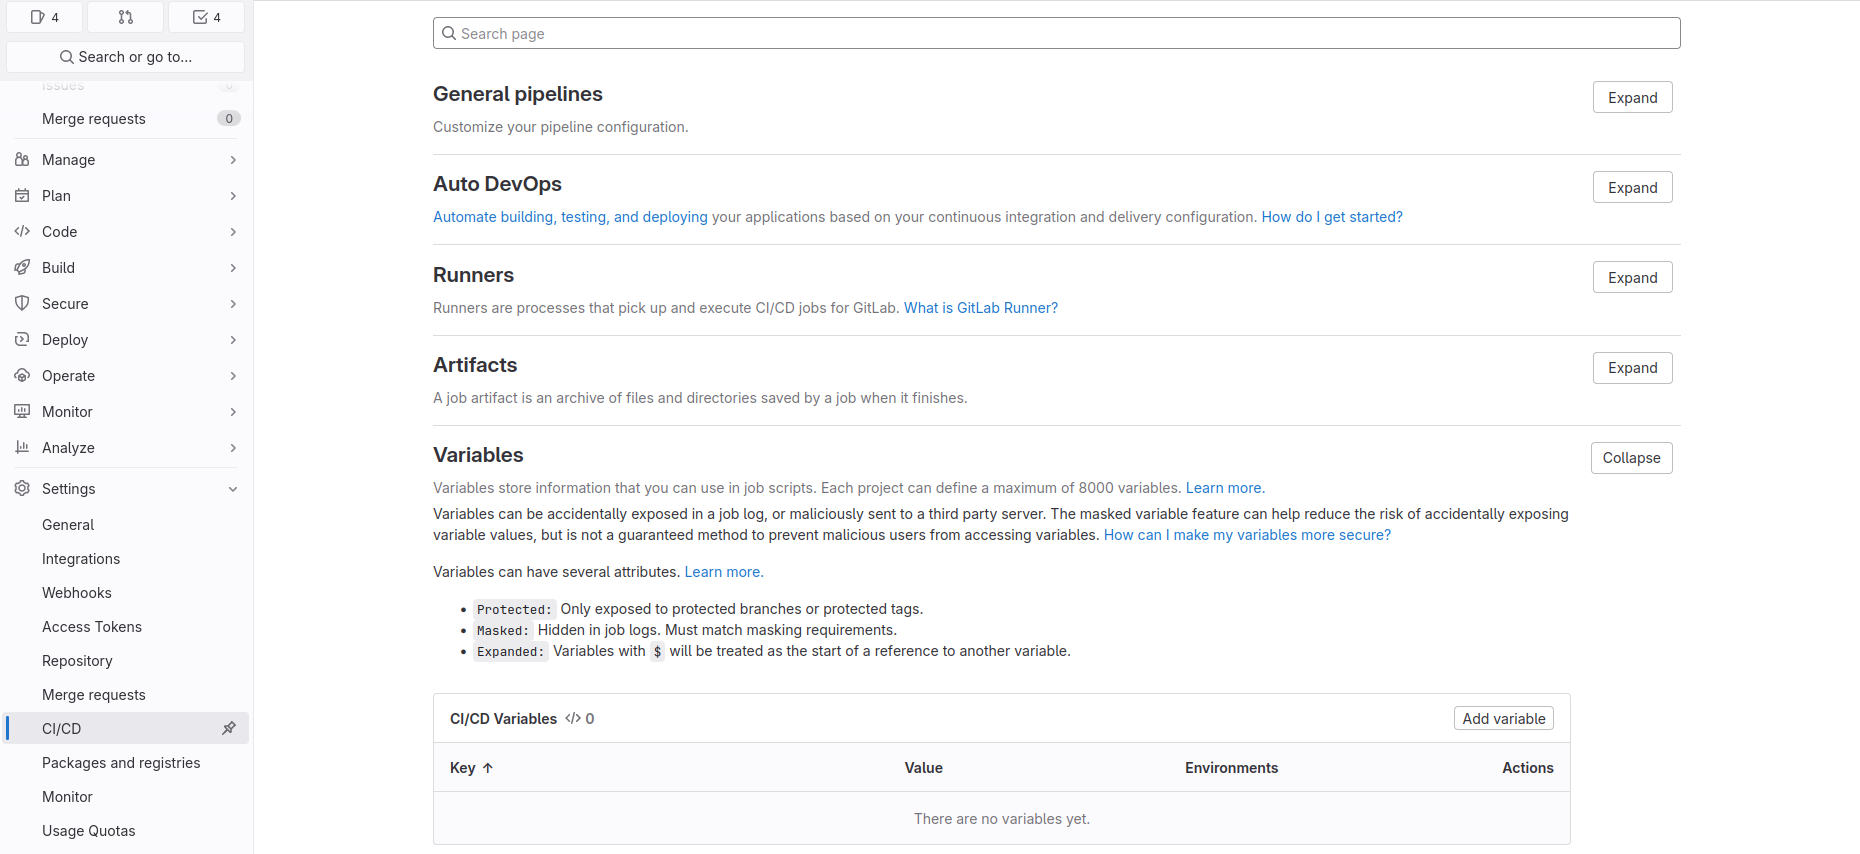 4
4
Search or go to...
Issues 0
Merge requests 0
Manage
Plan
Code
Build
Secure
Deploy
Operate
Monitor
Analyze
Settings
General
Integrations
Webhooks
Access Tokens
Repository
Merge requests
CI/CD
Packages and registries
Monitor
Usage Quotas
Search page
General pipelines
Expand
Customize your pipeline configuration.
Auto DevOps
Expand
Automate building, testing, and deploying your applications based on your continuous integration and delivery configuration. How do I get started?
Runners
Expand
Runners are processes that pick up and execute CI/CD jobs for GitLab. What is GitLab Runner?
Artifacts
Expand
A job artifact is an archive of files and directories saved by a job when it finishes.
Variables
Collapse
Variables store information that you can use in job scripts. Each project can define a maximum of 8000 variables. Learn more.
Variables can be accidentally exposed in a job log, or maliciously sent to a third party server. The masked variable feature can help reduce the risk of accidentally exposing
variable values, but is not a guaranteed method to prevent malicious users from accessing variables. How can I make my variables more secure?
Variables can have several attributes. Learn more.
• Protected: Only exposed to protected branches or protected tags.
• Masked: Hidden in job logs. Must match masking requirements.
• Expanded: Variables with $ will be treated as the start of a reference to another variable.
CI/CD Variables </> 0
Add variable
Key ↑ Value Environments Actions
There are no variables yet.